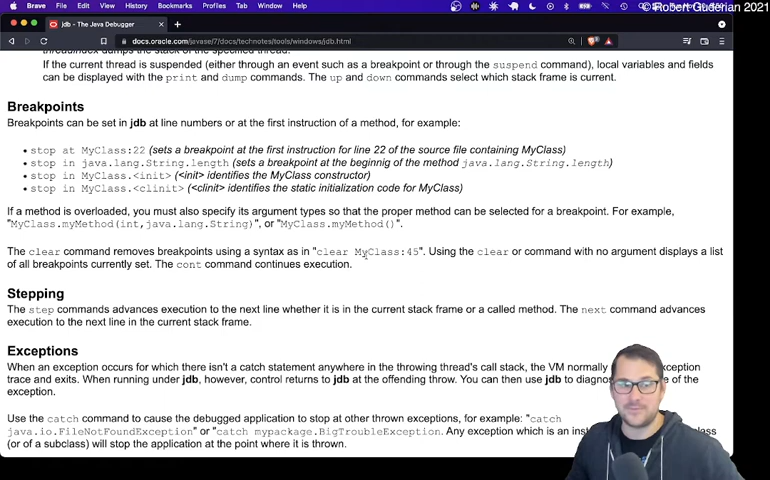 Brave File Edit View History Bookmarks People Tab Window Help
© Robert Guderian 2021
jdb - The Java Debugger
docs.oracle.com/javase/7/docs/technotes/tools/windows/jdb.html
threadindex dumps the stack of the specified thread.
If the current thread is suspended (either through an event such as a breakpoint or through the suspend command), local variables and fields
can be displayed with the print and dump commands. The up and down commands select which stack frame is current.
Breakpoints
Breakpoints can be set in jdb at line numbers or at the first instruction of a method, for example:
• stop at MyClass:22 (sets a breakpoint at the first instruction for line 22 of the source file containing MyClass)
• stop in java.lang.String.length (sets a breakpoint at the beginnig of the method java.lang.String.length)
• stop in MyClass.<init> (<init> identifies the MyClass constructor)
• stop in MyClass.<clinit> (<clinit> identifies the static initialization code for MyClass)
If a method is overloaded, you must also specify its argument types so that the proper method can be selected for a breakpoint. For example,
"MyClass.myMethod(int,java.lang.String)", or "MyClass.myMethod()".
The clear command removes breakpoints using a syntax as in "clear MyClass:45". Using the clear or command with no argument displays a list
of all breakpoints currently set. The cont command continues execution.
Stepping
The step commands advances execution to the next line whether it is in the current stack frame or a called method. The next command advances
execution to the next line in the current stack frame.
Exceptions
When an exception occurs for which there isn't a catch statement anywhere in the throwing thread's call stack, the VM normally exception
trace and exits. When running under jdb, however, control returns to jdb at the offending throw. You can then use jdb to diagnose of the
exception.
Use the catch command to cause the debugged application to stop at other thrown exceptions, for example: "catch
java.io.FileNotFoundException" or "catch mypackage.BigTroubleException. Any exception which is an class
(or of a subclass) will stop the application at the point where it is thrown.